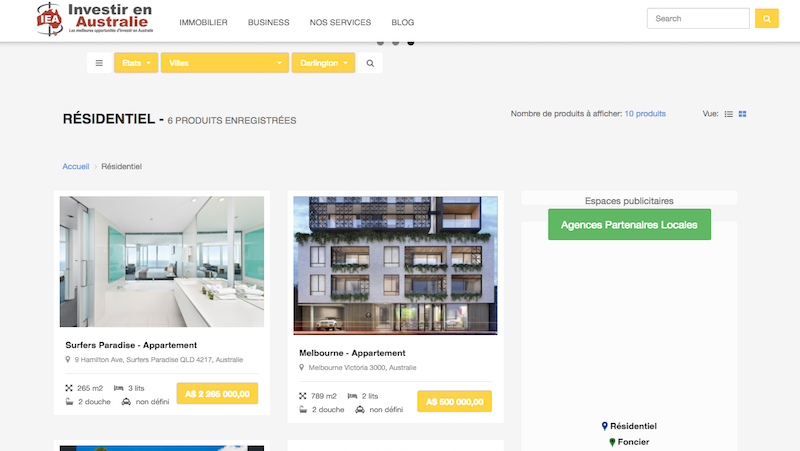 Investir en
Australie
IEA
Les meilleures opportunités d'investir en Australie
IMMOBILIER BUSINESS NOS SERVICES BLOG
Search
Etats Villes Darlington
RÉSIDENTIEL - 6 PRODUITS ENREGISTRÉES
Nombre de produits à afficher: 10 produits Vue:
Accueil › Résidentiel
Surfers Paradise - Appartement
9 Hamilton Ave, Surfers Paradise QLD 4217, Australie
265 m2 3 lits
2 douche non défini
A$ 2 265 000,00
Melbourne - Appartement
Melbourne Victoria 3000, Australie
789 m2 2 lits
2 douche non défini
A$ 500 000,00
Espaces publicitaires
Agences Partenaires Locales
Résidentiel
Foncier